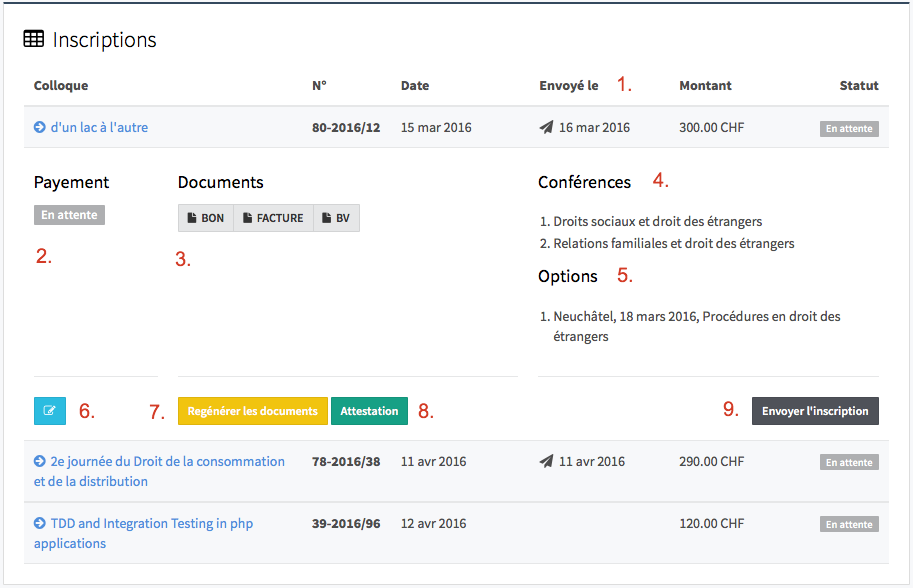 Inscriptions
Colloque N° Date Envoyé le 1. Montant Statut
d'un lac à l'autre 80-2016/12 15 mar 2016 16 mar 2016 300.00 CHF En attente
Payement Documents Conférences 4.
En attente BON FACTURE BV 1. Droits sociaux et droit des étrangers
2. Relations familiales et droit des étrangers
2. 3.
Options 5.
1. Neuchâtel, 18 mars 2016, Procédures en droit des
étrangers
6. 7. Regénérer les documents Attestation 8. 9. Envoyer l'inscription
2e journée du Droit de la consommation 78-2016/38 11 avr 2016 11 avr 2016 290.00 CHF En attente
et de la distribution
TDD and Integration Testing in php 39-2016/96 12 avr 2016 120.00 CHF En attente
applications